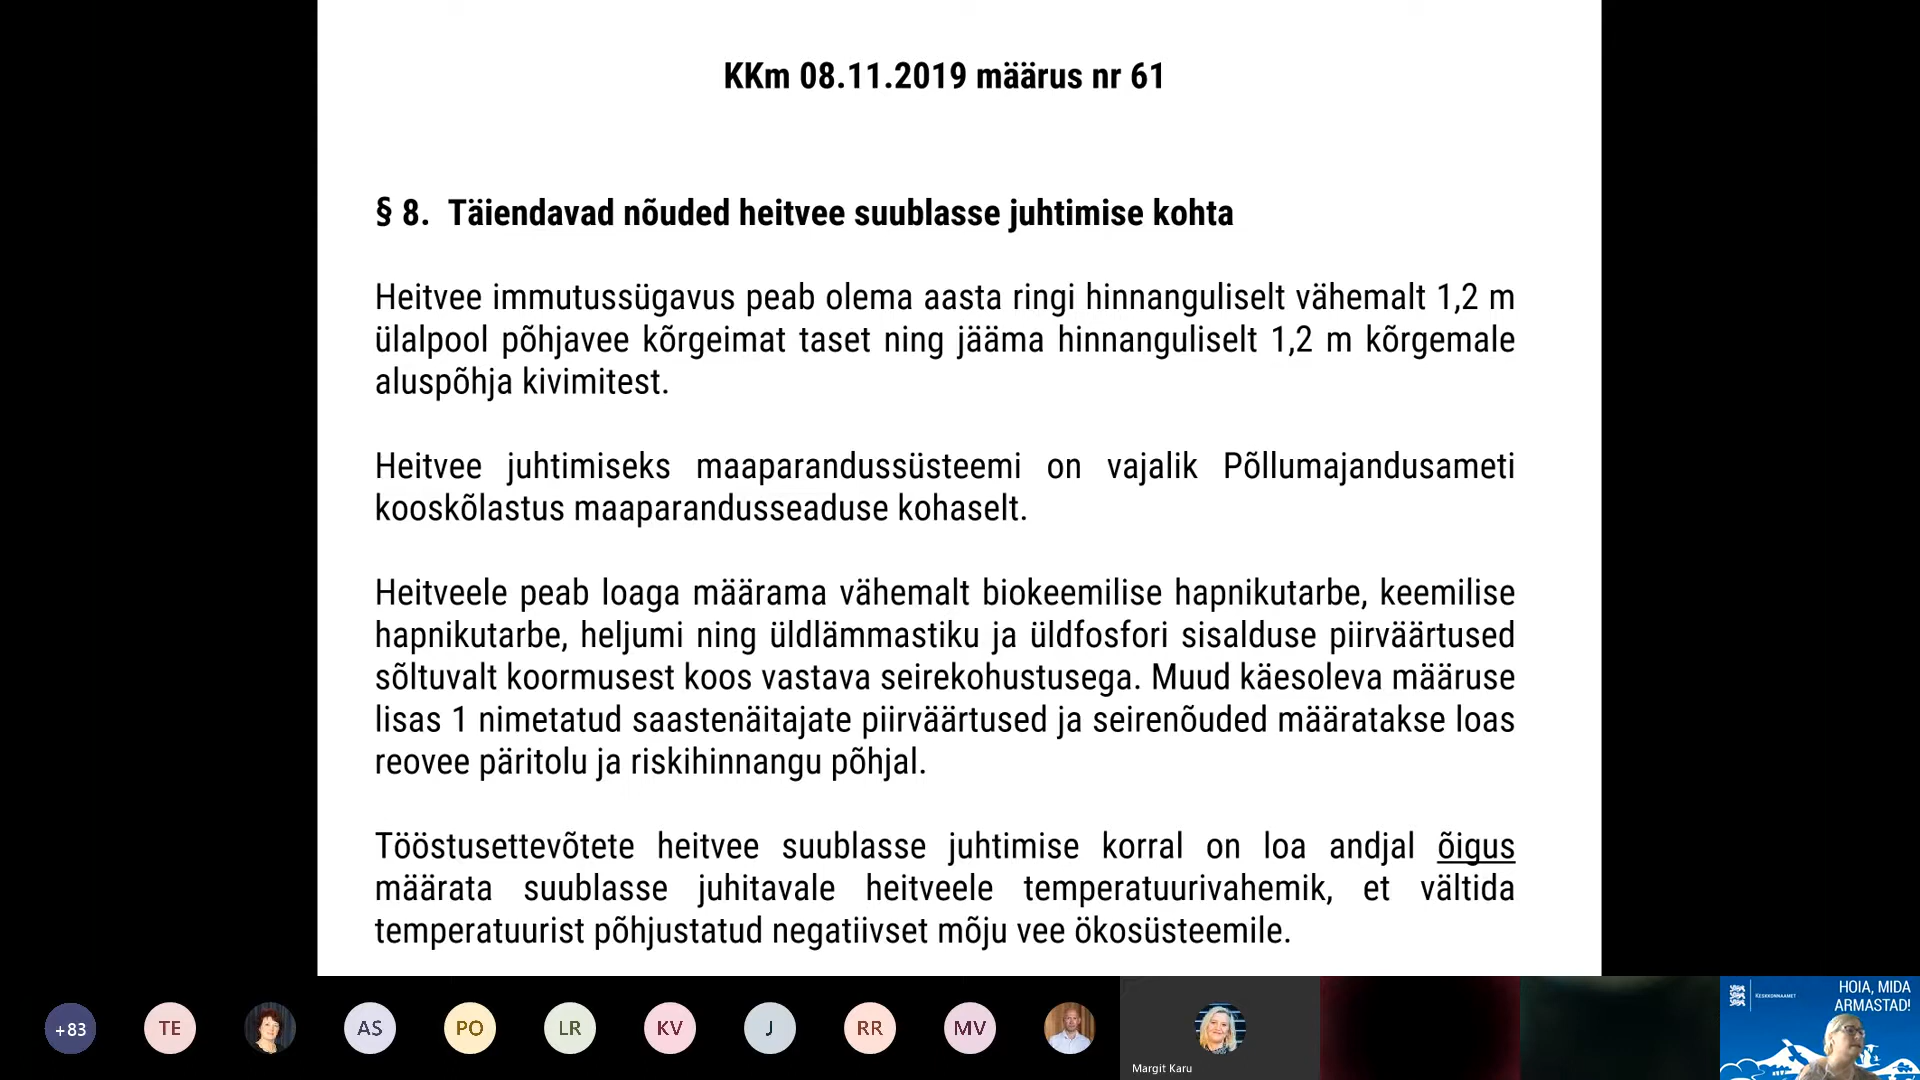 KKm 08.11.2019 määrus nr 61
§ 8. Täiendavad nõuded heitvee suublasse juhtimise kohta
Heitvee immutussügavus peab olema aasta ringi hinnanguliselt vähemalt 1,2 m
ülalpool põhjavee kõrgeimat taset ning jääma hinnanguliselt 1,2 m kõrgemale
aluspõhja kivimitest.
Heitvee juhtimiseks maaparandussüsteemi on vajalik Põllumajandusameti
kooskõlastus maaparandusseaduse kohaselt.
Heitveele peab loaga määrama vähemalt biokeemilise hapnikutarbe, keemilise
hapnikutarbe, heljumi ning üldlämmastiku ja üldfosfori sisalduse piirväärtused
sõltuvalt koormusest koos vastava seirekohustusega. Muud käesoleva määruse
lisas 1 nimetatud saastenäitajate piirväärtused ja seirenõuded määratakse loas
reovee päritolu ja riskihinnangu põhjal.
Tööstusettevõtete heitvee suublasse juhtimise korral on loa andjal õigus
määrata suublasse juhitavale heitveele temperatuurivahemik, et vältida
temperatuurist põhjustatud negatiivset mõju vee ökosüsteemile.
+83
TE
AS
PO
LR
KV
J
RR
MV
Margit Karu
KESKKONNAAMET
HOIA, MIDA
ARMASTAD!